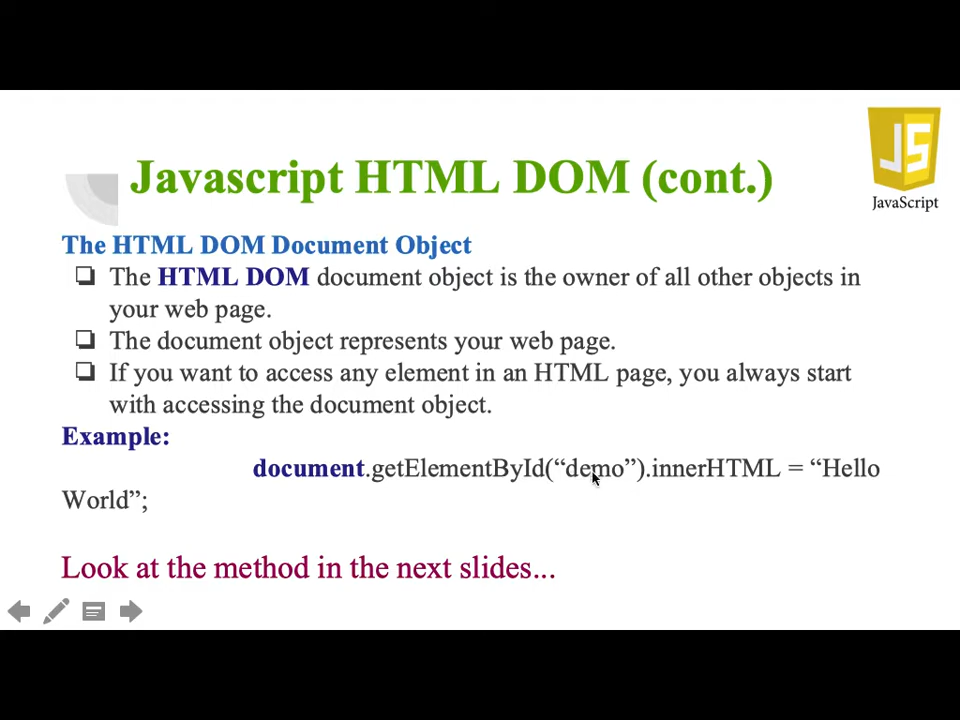 Javascript HTML DOM (cont.)
JS
JavaScript
The HTML DOM Document Object
❏ The HTML DOM document object is the owner of all other objects in
your web page.
❏ The document object represents your web page.
❏ If you want to access any element in an HTML page, you always start
with accessing the document object.
Example:
document.getElementById(“demo”).innerHTML = “Hello
World”;
Look at the method in the next slides...